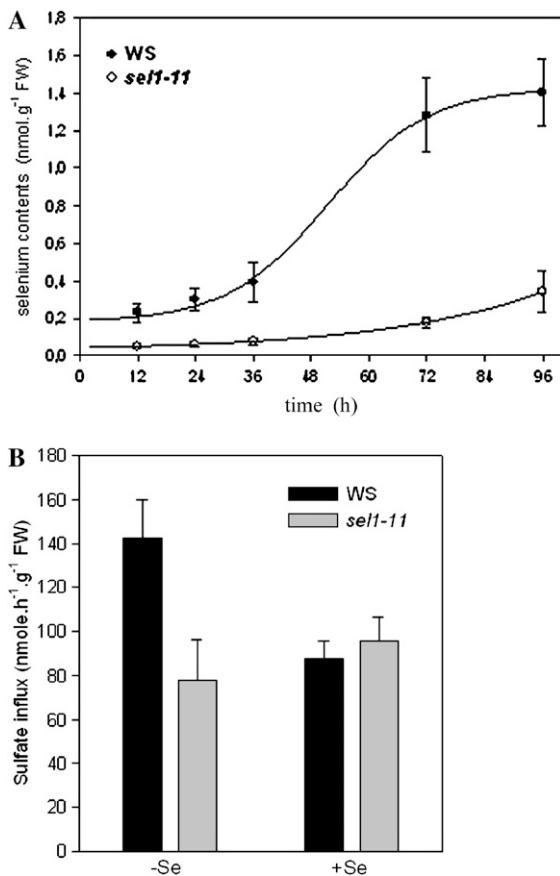 A
WS
sel1-11
selenium contents (nmol.g⁻¹ FW)
1,8
1,6
1,4
1,2
1,0
0,8
0,6
0,4
0,2
0,0
12 24 36 48 60 72 84 96
time (h)
B
WS
sel1-11
Sulfate influx (nmole.h⁻¹.g⁻¹ FW)
180
160
140
120
100
80
60
40
20
0
-Se +Se